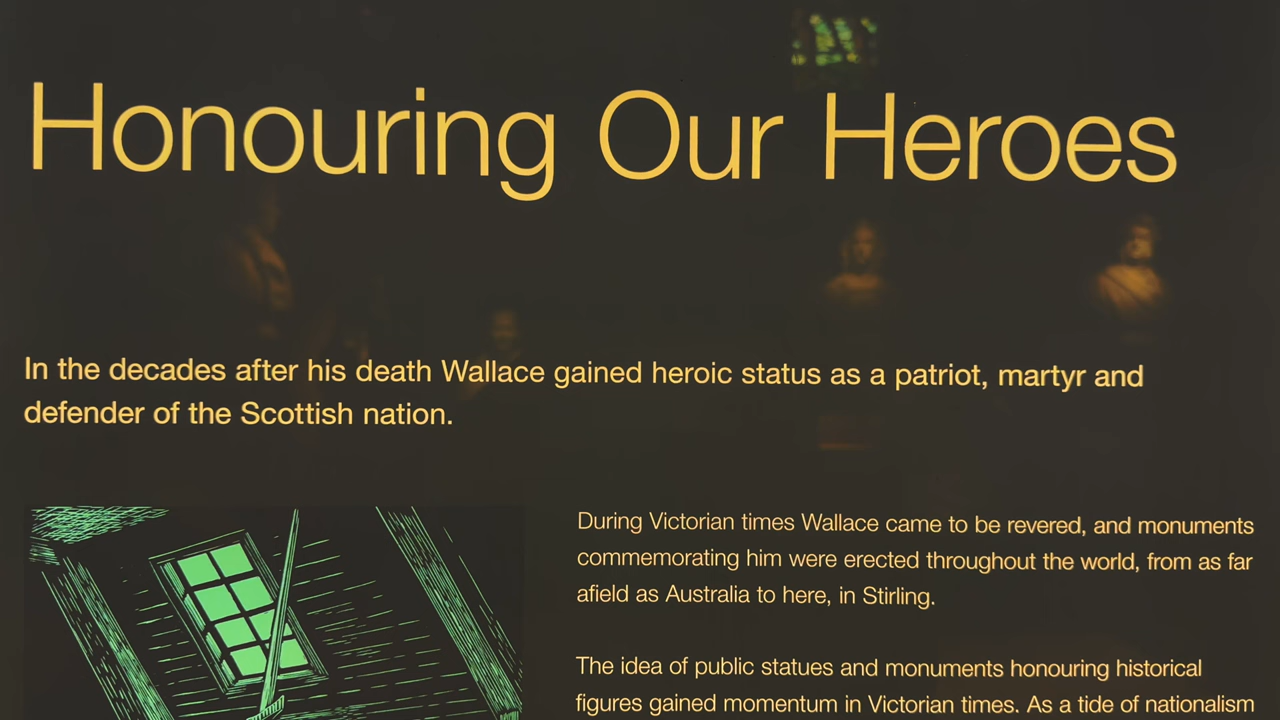 Honouring Our Heroes
In the decades after his death Wallace gained heroic status as a patriot, martyr and
defender of the Scottish nation.
During Victorian times Wallace came to be revered, and monuments
commemorating him were erected throughout the world, from as far
afield as Australia to here, in Stirling.
The idea of public statues and monuments honouring historical
figures gained momentum in Victorian times. As a tide of nationalism